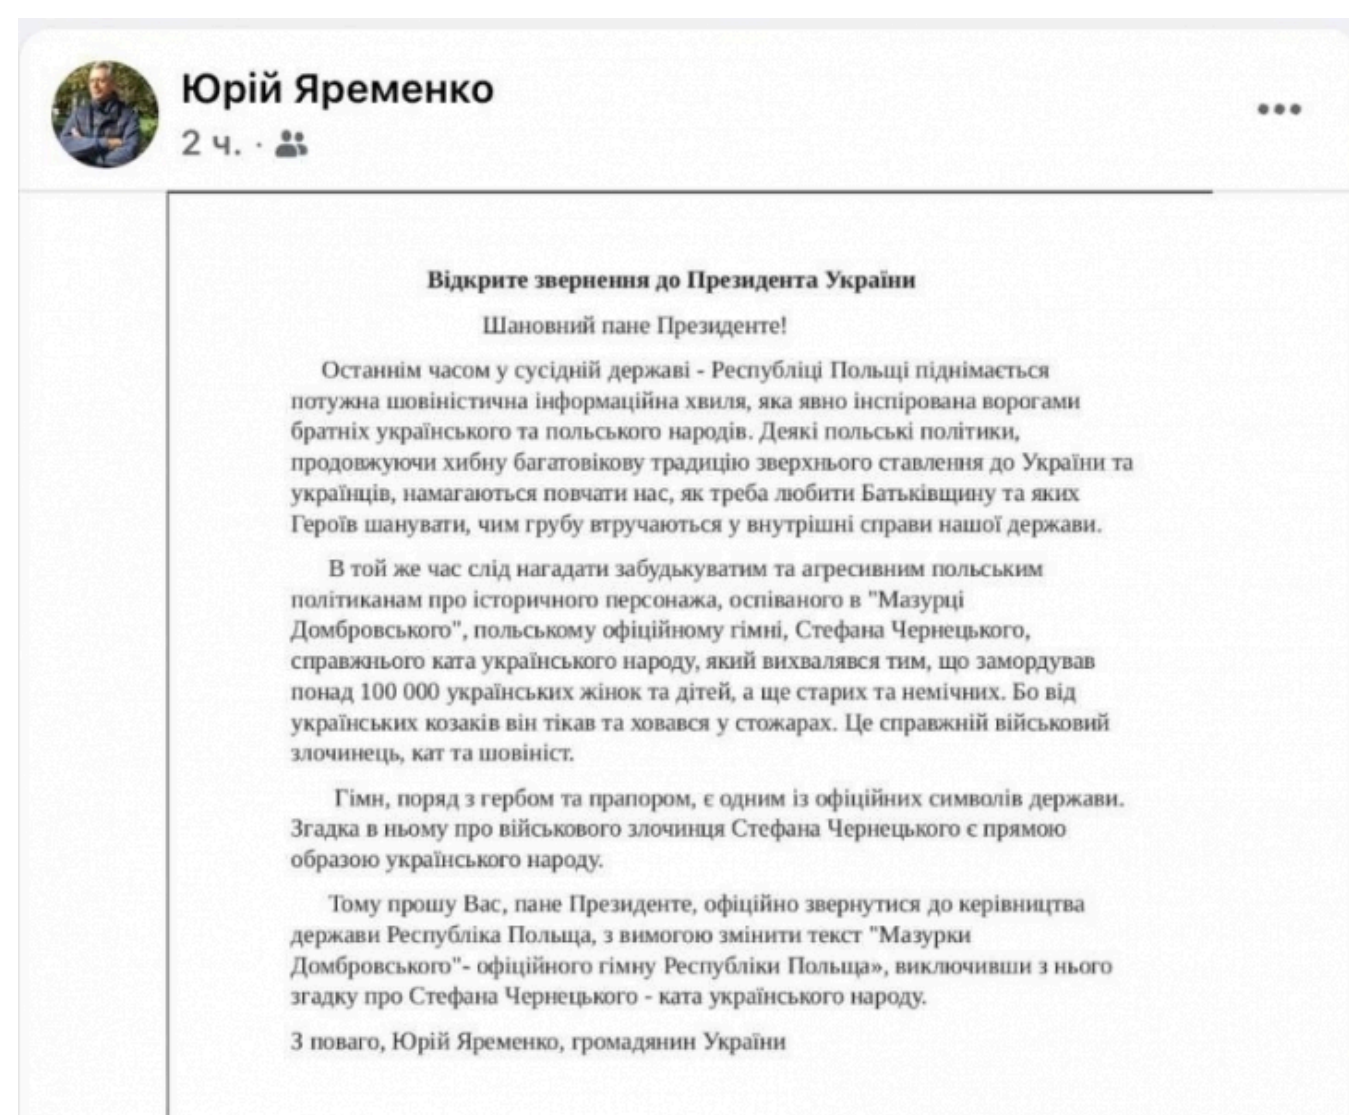 Юрій Яременко
2 ч. ·
Відкрите звернення до Президента України
Шановний пане Президенте!
Останнім часом у сусідній державі - Республіці Польщі піднімається
потужна шовіністична інформаційна хвиля, яка явно інспірована ворогами
братніх українського та польського народів. Деякі польські політики,
продовжуючи хибну багатовікову традицію зверхнього ставлення до України та
українців, намагаються повчати нас, як треба любити Батьківщину та яких
Героїв шанувати, чим грубу втручаються у внутрішні справи нашої держави.
В той же час слід нагадати забудькуватим та агресивним польським
політиканам про історичного персонажа, оспіваного в "Мазурці
Домбровського", польському офіційному гімні, Стефана Чернецького,
справжнього ката українського народу, який вихвалявся тим, що замордував
понад 100 000 українських жінок та дітей, а ще старих та немічних. Бо від
українських козаків він тікав та ховався у стожарах. Це справжній військовий
злочинець, кат та шовініст.
Гімн, поряд з гербом та прапором, є одним із офіційних символів держави.
Згадка в ньому про військового злочинця Стефана Чернецького є прямою
образою українського народу.
Тому прошу Вас, пане Президенте, офіційно звернутися до керівництва
держави Республіка Польща, з вимогою змінити текст "Мазурки
Домбровського"- офіційного гімну Республіки Польща», виключивши з нього
згадку про Стефана Чернецького - ката українського народу.
З поваго, Юрій Яременко, громадянин України